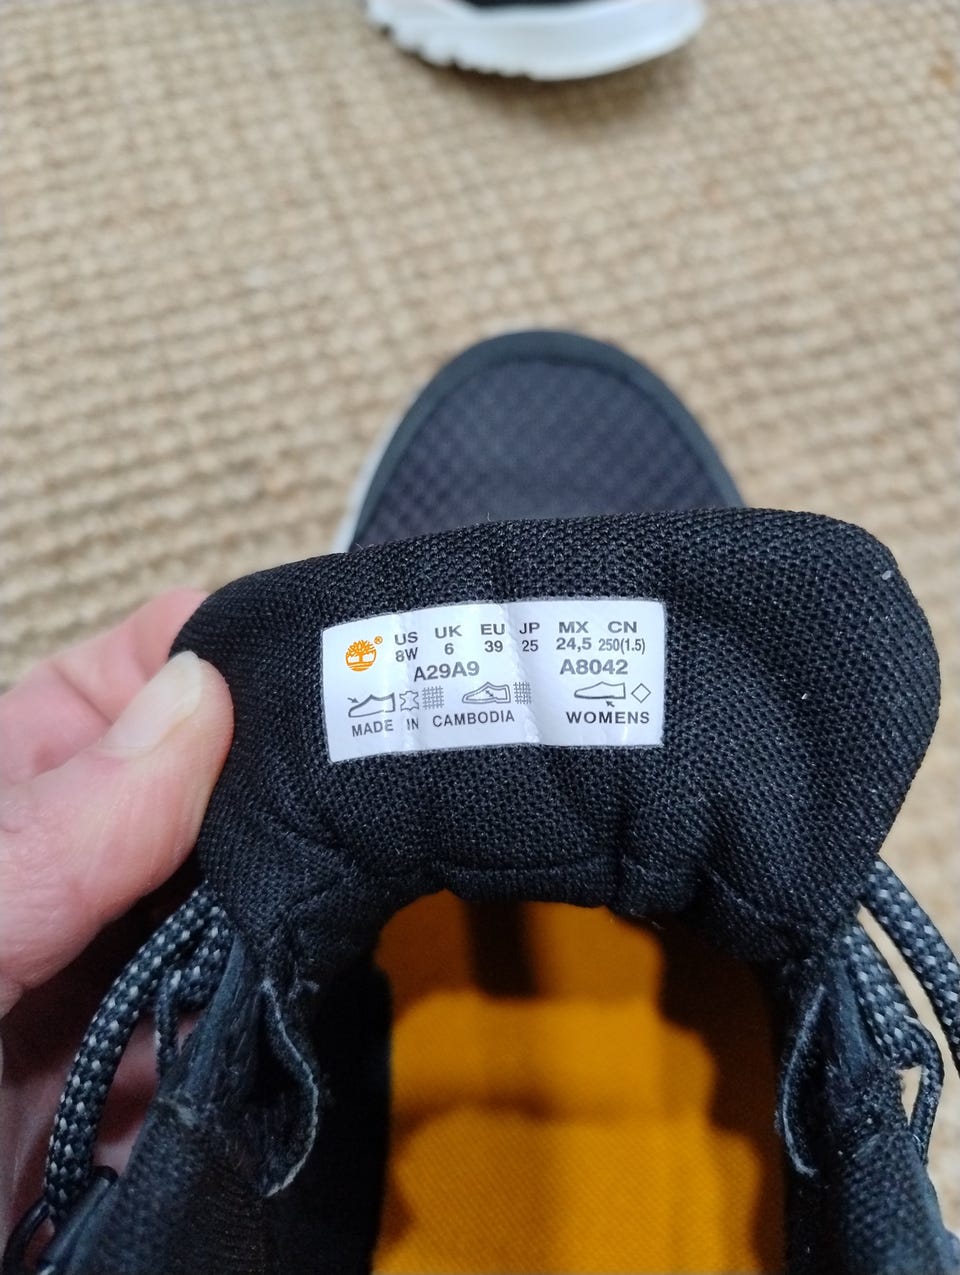 ® US UK EU JP MX CN
8W 6 39 25 24,5 250(1.5)
A29A9 A8042
MADE IN CAMBODIA WOMENS